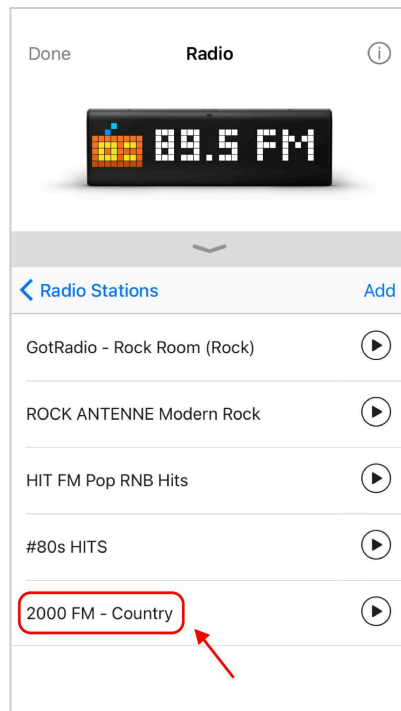 Done Radio
89.5 FM
Radio Stations Add
GotRadio - Rock Room (Rock)
ROCK ANTENNE Modern Rock
HIT FM Pop RNB Hits
#80s HITS
2000 FM - Country